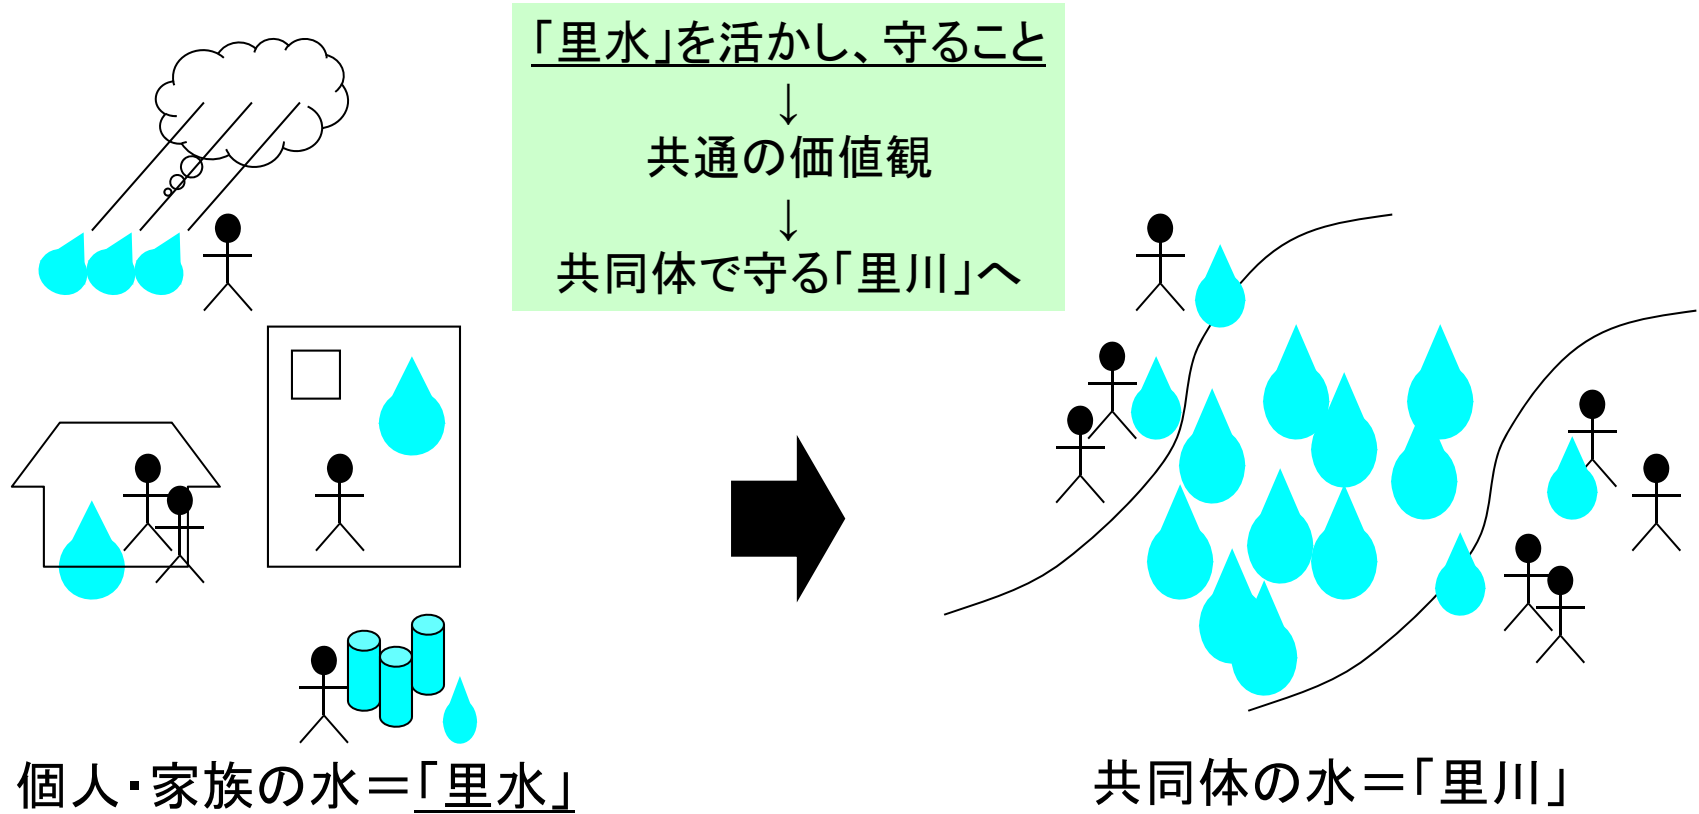 「里水」を活かし、守ること
↓
共通の価値観
↓
共同体で守る「里川」へ
個人・家族の水＝「里水」
共同体の水＝「里川」